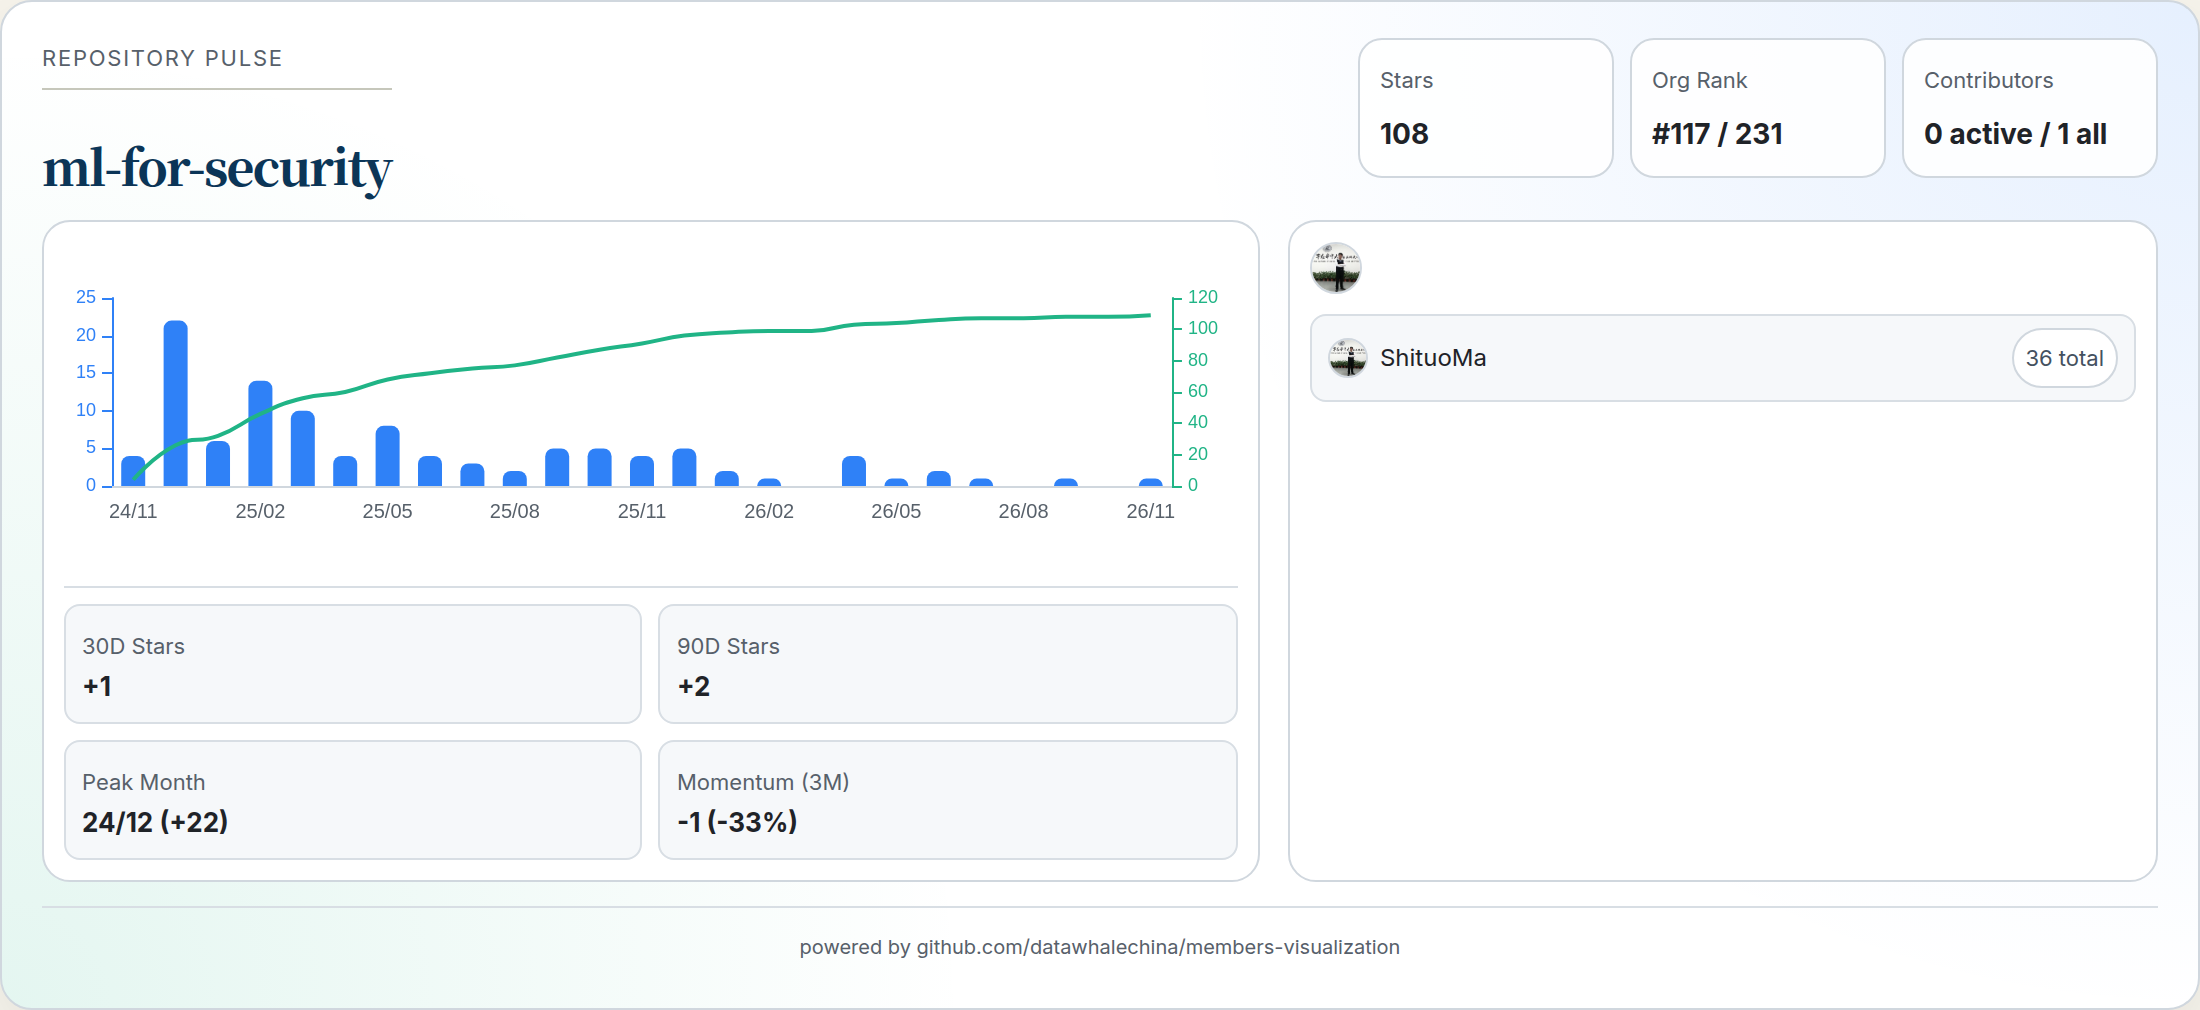 REPOSITORY PULSE
ml-for-security
Stars
108
Org Rank
#117 / 231
Contributors
0 active / 1 all
25
20
15
10
5
0
120
100
80
60
40
20
0
24/11
25/02
25/05
25/08
25/11
26/02
26/05
26/08
26/11
30D Stars
+1
90D Stars
+2
Peak Month
24/12 (+22)
Momentum (3M)
-1 (-33%)
ShituoMa
36 total
powered by github.com/datawhalechina/members-visualization